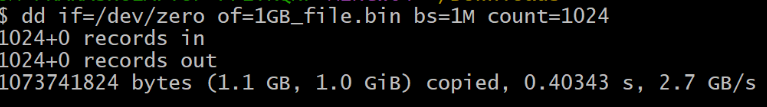 $ dd if=/dev/zero of=1GB_file.bin bs=1M count=1024
1024+0 records in
1024+0 records out
1073741824 bytes (1.1 GB, 1.0 GiB) copied, 0.40343 s, 2.7 GB/s